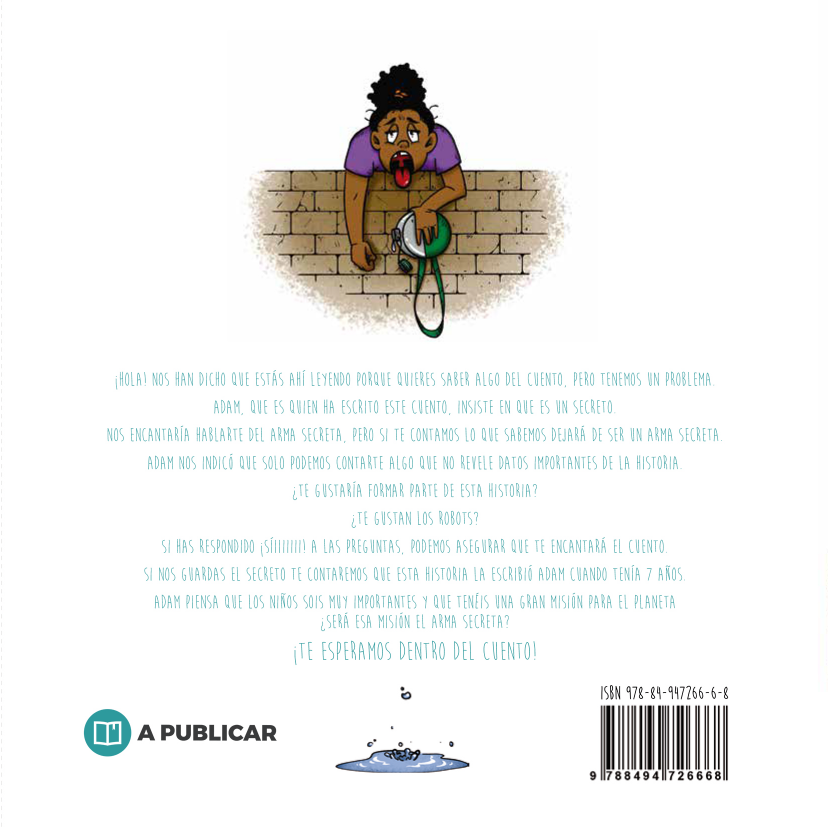 ¡HOLA! NOS HAN DICHO QUE ESTÁS AHÍ LEYENDO PORQUE QUIERES SABER ALGO DEL CUENTO, PERO TENEMOS UN PROBLEMA.
ADAM, QUE ES QUIEN HA ESCRITO ESTE CUENTO, INSISTE EN QUE ES UN SECRETO.
NOS ENCANTARÍA HABLARTE DEL ARMA SECRETA, PERO SI TE CONTAMOS LO QUE SABEMOS DEJARÁ DE SER UN ARMA SECRETA.
ADAM NOS INDICÓ QUE SOLO PODEMOS CONTARTE ALGO QUE NO REVELE DATOS IMPORTANTES DE LA HISTORIA.
¿TE GUSTARÍA FORMAR PARTE DE ESTA HISTORIA?
¿TE GUSTAN LOS ROBOTS?
SI HAS RESPONDIDO ¡SÍIIIIIII! A LAS PREGUNTAS, PODEMOS ASEGURAR QUE TE ENCANTARÁ EL CUENTO.
SI NOS GUARDAS EL SECRETO TE CONTAREMOS QUE ESTA HISTORIA LA ESCRIBIÓ ADAM CUANDO TENÍA 7 AÑOS.
ADAM PIENSA QUE LOS NIÑOS SOIS MUY IMPORTANTES Y QUE TENÉIS UNA GRAN MISIÓN PARA EL PLANETA
¿SERÁ ESA MISIÓN EL ARMA SECRETA?
¡TE ESPERAMOS DENTRO DEL CUENTO!
ISBN 978-84-947266-6-8
A PUBLICAR
9 788494 726668